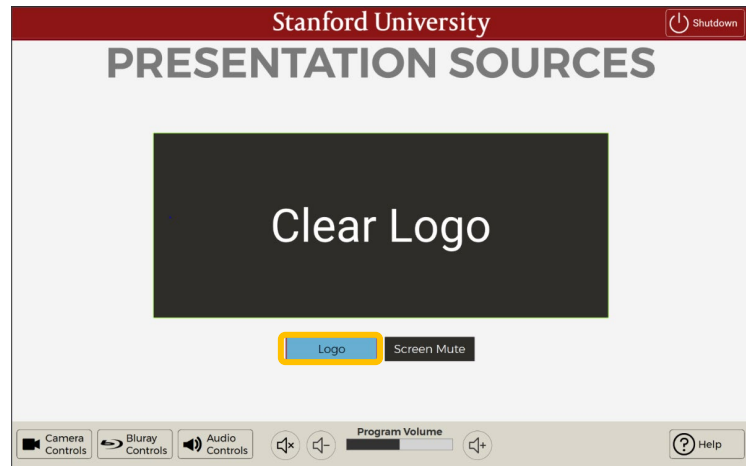 Stanford University
Shutdown
PRESENTATION SOURCES
Clear Logo
Logo
Screen Mute
Camera
Controls
Bluray
Controls
Audio
Controls
Program Volume
Help